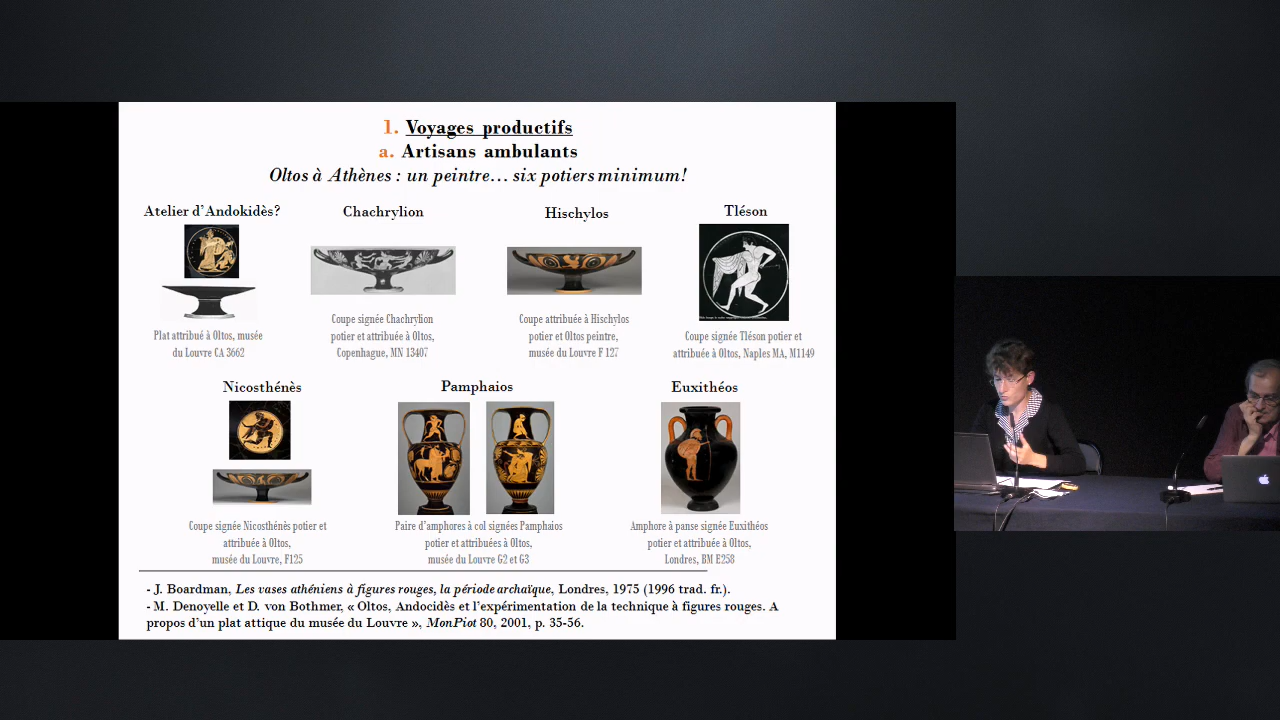 1. Voyages productifs
a. Artisans ambulants
Oltos à Athènes : un peintre… six potiers minimum!
Atelier d'Andokidès?
Chachrylion
Hischylos
Tléson
Plat attribué à Oltos, musée
du Louvre CA 3662
Coupe signée Chachrylion
potier et attribuée à Oltos,
Copenhague, MN 13407
Coupe attribuée à Hischylos
potier et Oltos peintre,
musée du Louvre F 127
Coupe signée Tléson potier et
attribuée à Oltos, Naples MA, M1149
Nicosthénès
Pamphaios
Euxithéos
Coupe signée Nicosthénès potier et
attribuée à Oltos,
musée du Louvre, F125
Paire d'amphores à col signées Pamphaios
potier et attribuées à Oltos,
musée du Louvre G2 et G3
Amphore à panse signée Euxithéos
potier et attribuée à Oltos,
Londres, BM E258
- J. Boardman, Les vases athéniens à figures rouges, la période archaïque, Londres, 1975 (1996 trad. fr.).
- M. Denoyelle et D. von Bothmer, « Oltos, Andocidès et l'expérimentation de la technique à figures rouges. A
propos d'un plat attique du musée du Louvre », MonPiot 80, 2001, p. 35-56.